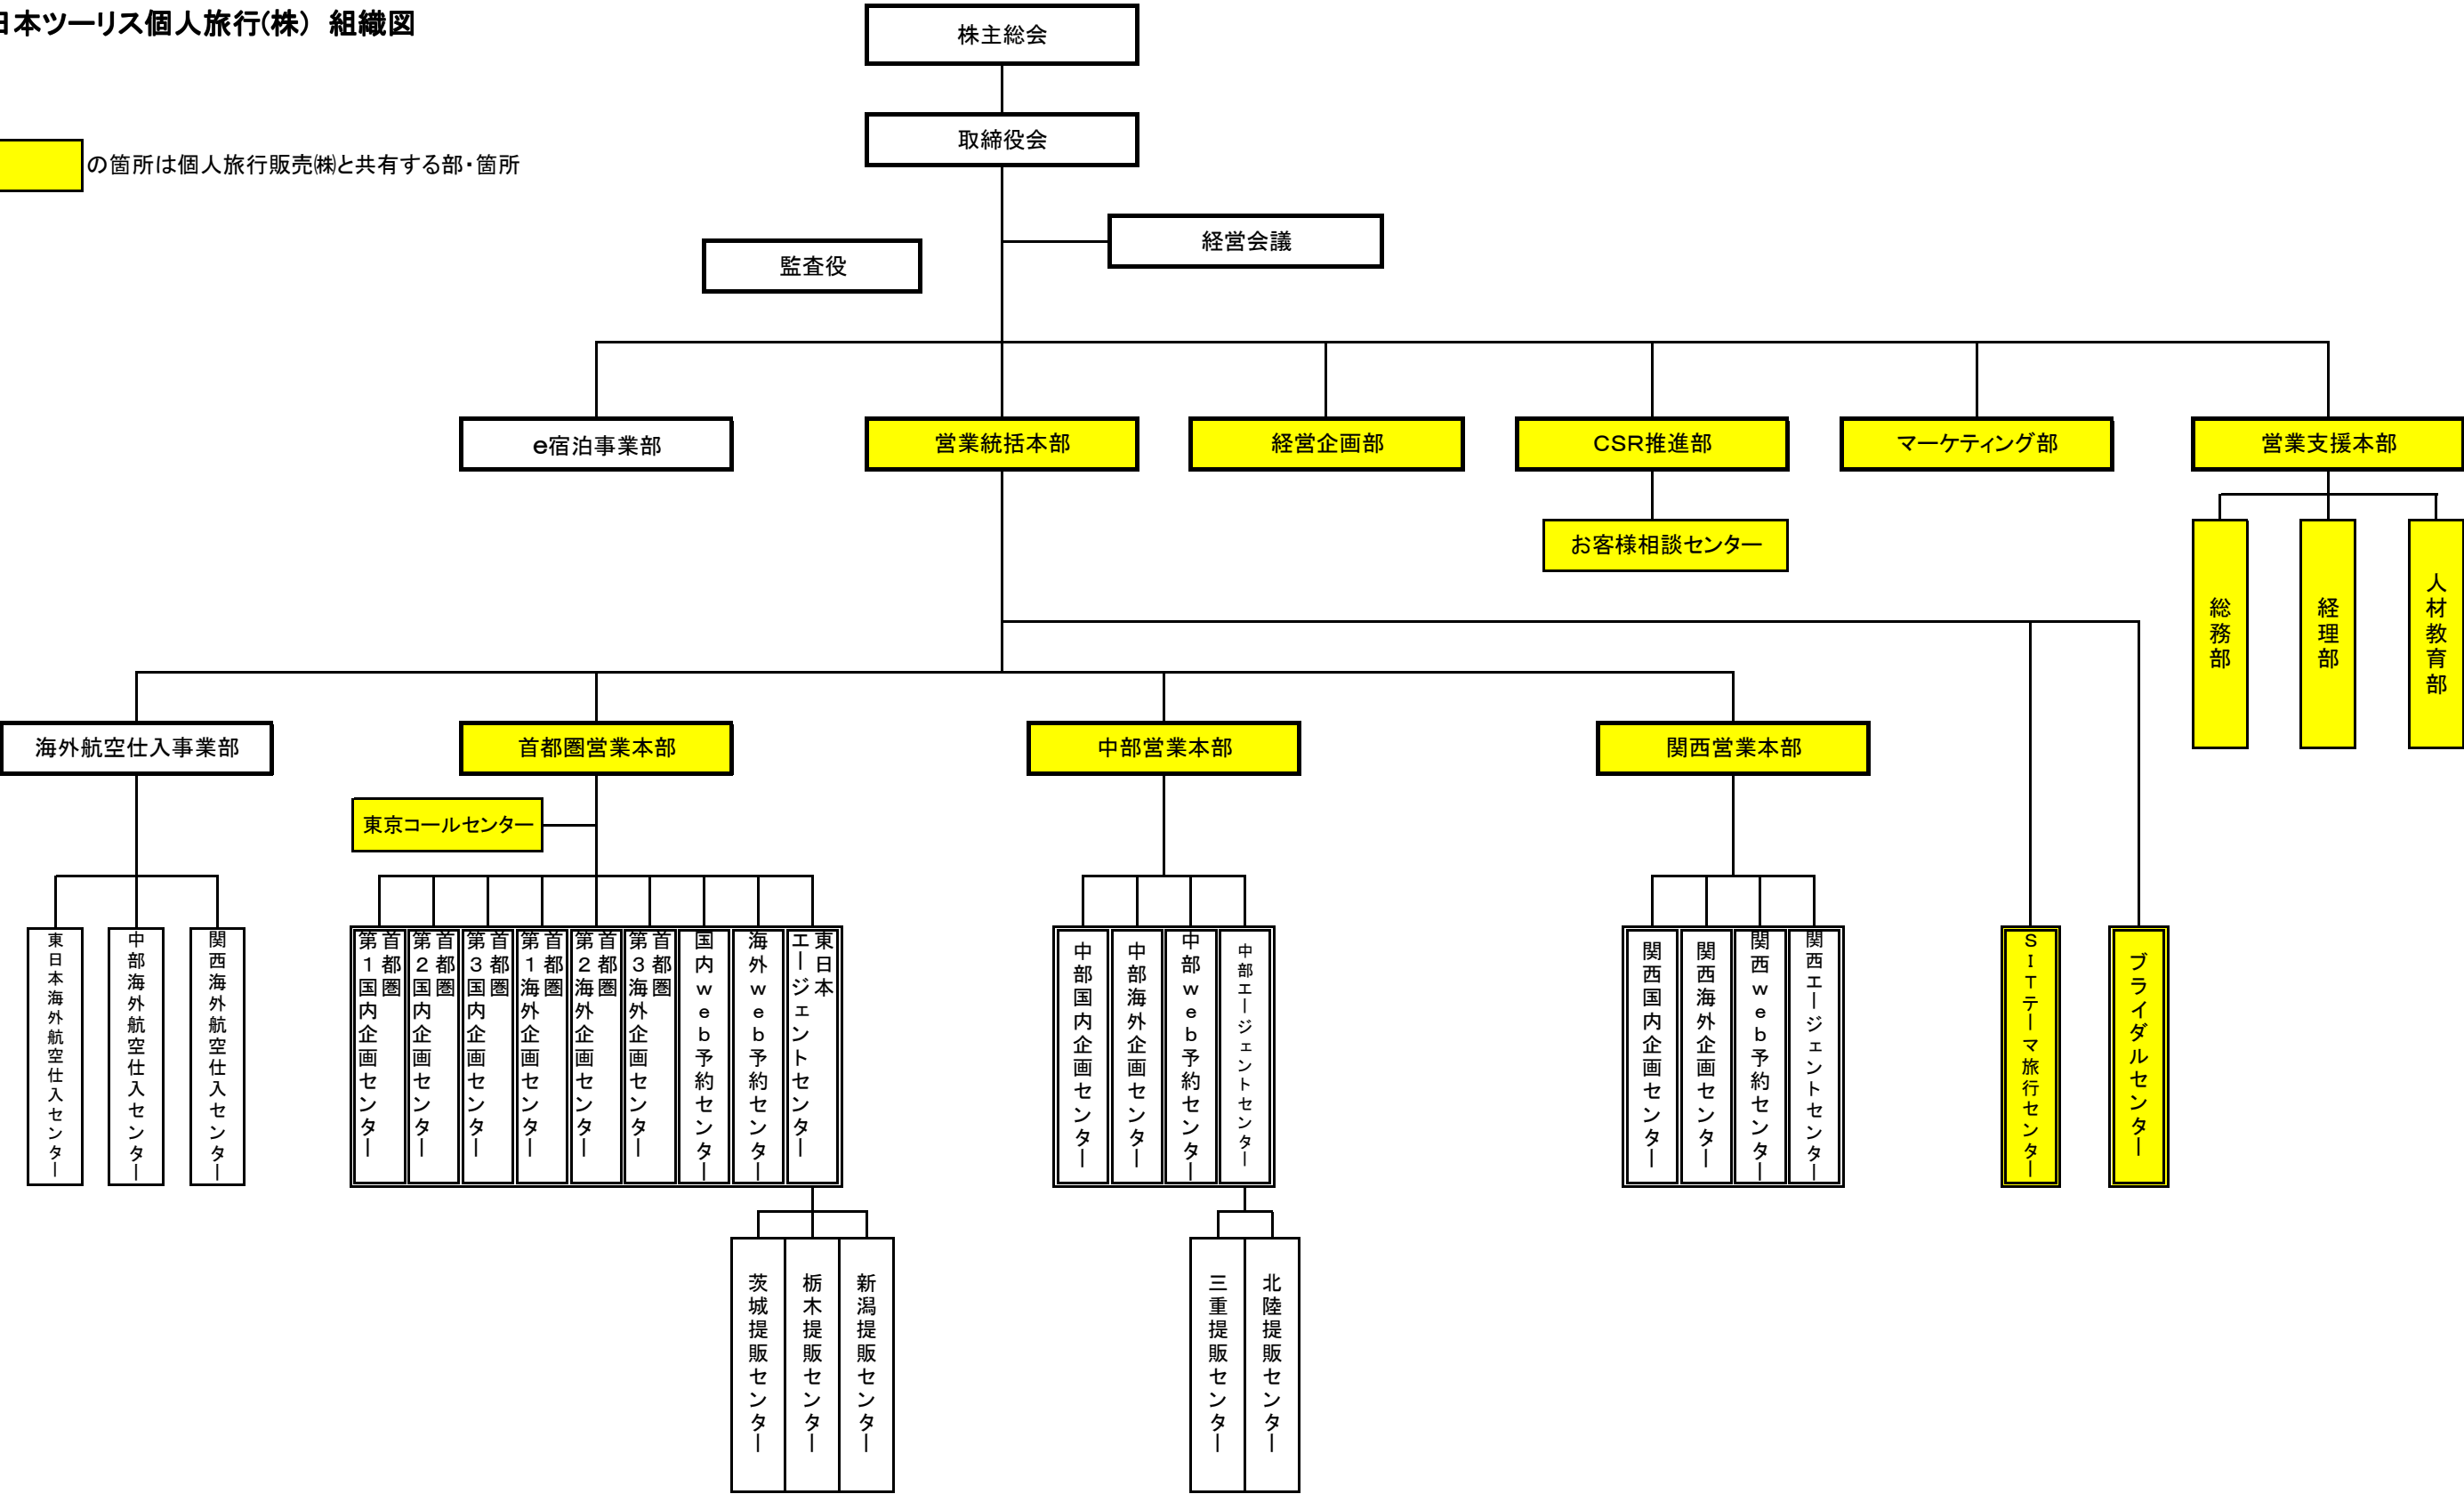 日本ツーリス個人旅行(株) 組織図
の箇所は個人旅行販売㈱と共有する部・箇所
株主総会
取締役会
経営会議
監査役
e宿泊事業部
営業統括本部
経営企画部
CSR推進部
マーケティング部
営業支援本部
お客様相談センター
総務部
経理部
人材教育部
海外航空仕入事業部
首都圏営業本部
中部営業本部
関西営業本部
東京コールセンター
東日本海外航空仕入センター
中部海外航空仕入センター
関西海外航空仕入センター
首都圏
第1国内企画センター
首都圏
第2国内企画センター
首都圏
第3国内企画センター
首都圏
第1海外企画センター
首都圏
第2海外企画センター
首都圏
第3海外企画センター
国内web予約センター
海外web予約センター
東日本
エージェントセンター
中部国内企画センター
中部海外企画センター
中部web予約センター
中部エージェントセンター
関西国内企画センター
関西海外企画センター
関西web予約センター
関西エージェントセンター
SITテーマ旅行センター
ブライダルセンター
茨城提販センター
栃木提販センター
新潟提販センター
三重提販センター
北陸提販センター